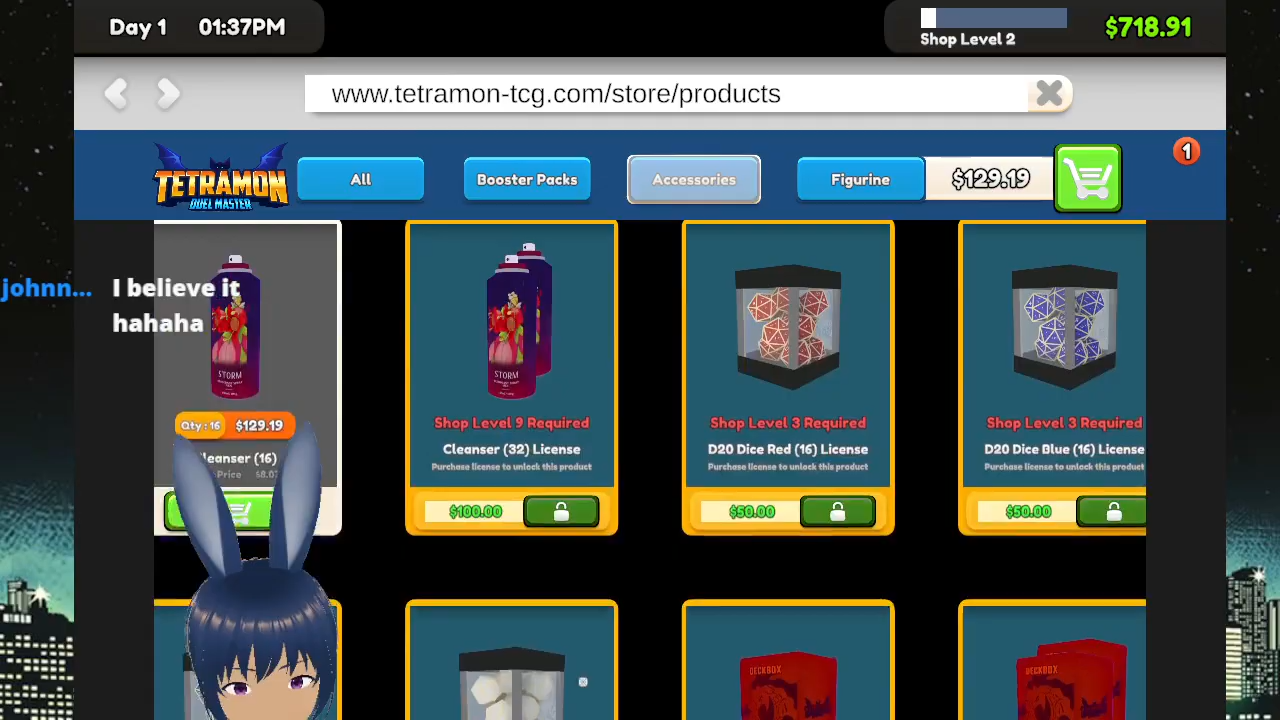 Day 1 01:37PM
Shop Level 2
$718.91
www.tetramon-tcg.com/store/products
TETRAMON
DUEL MASTER
All
Booster Packs
Accessories
Figurine
$129.19
1
johnn... I believe it
hahaha
STORM
Qty : 16 $129.19
Cleanser (16)
Price
STORM
Shop Level 9 Required
Cleanser (32) License
Purchase license to unlock this product
$100.00
Shop Level 3 Required
D20 Dice Red (16) License
Purchase license to unlock this product
$50.00
Shop Level 3 Required
D20 Dice Blue (16) License
Purchase license to unlock this product
$50.00
DECKBOX
DECKBOX